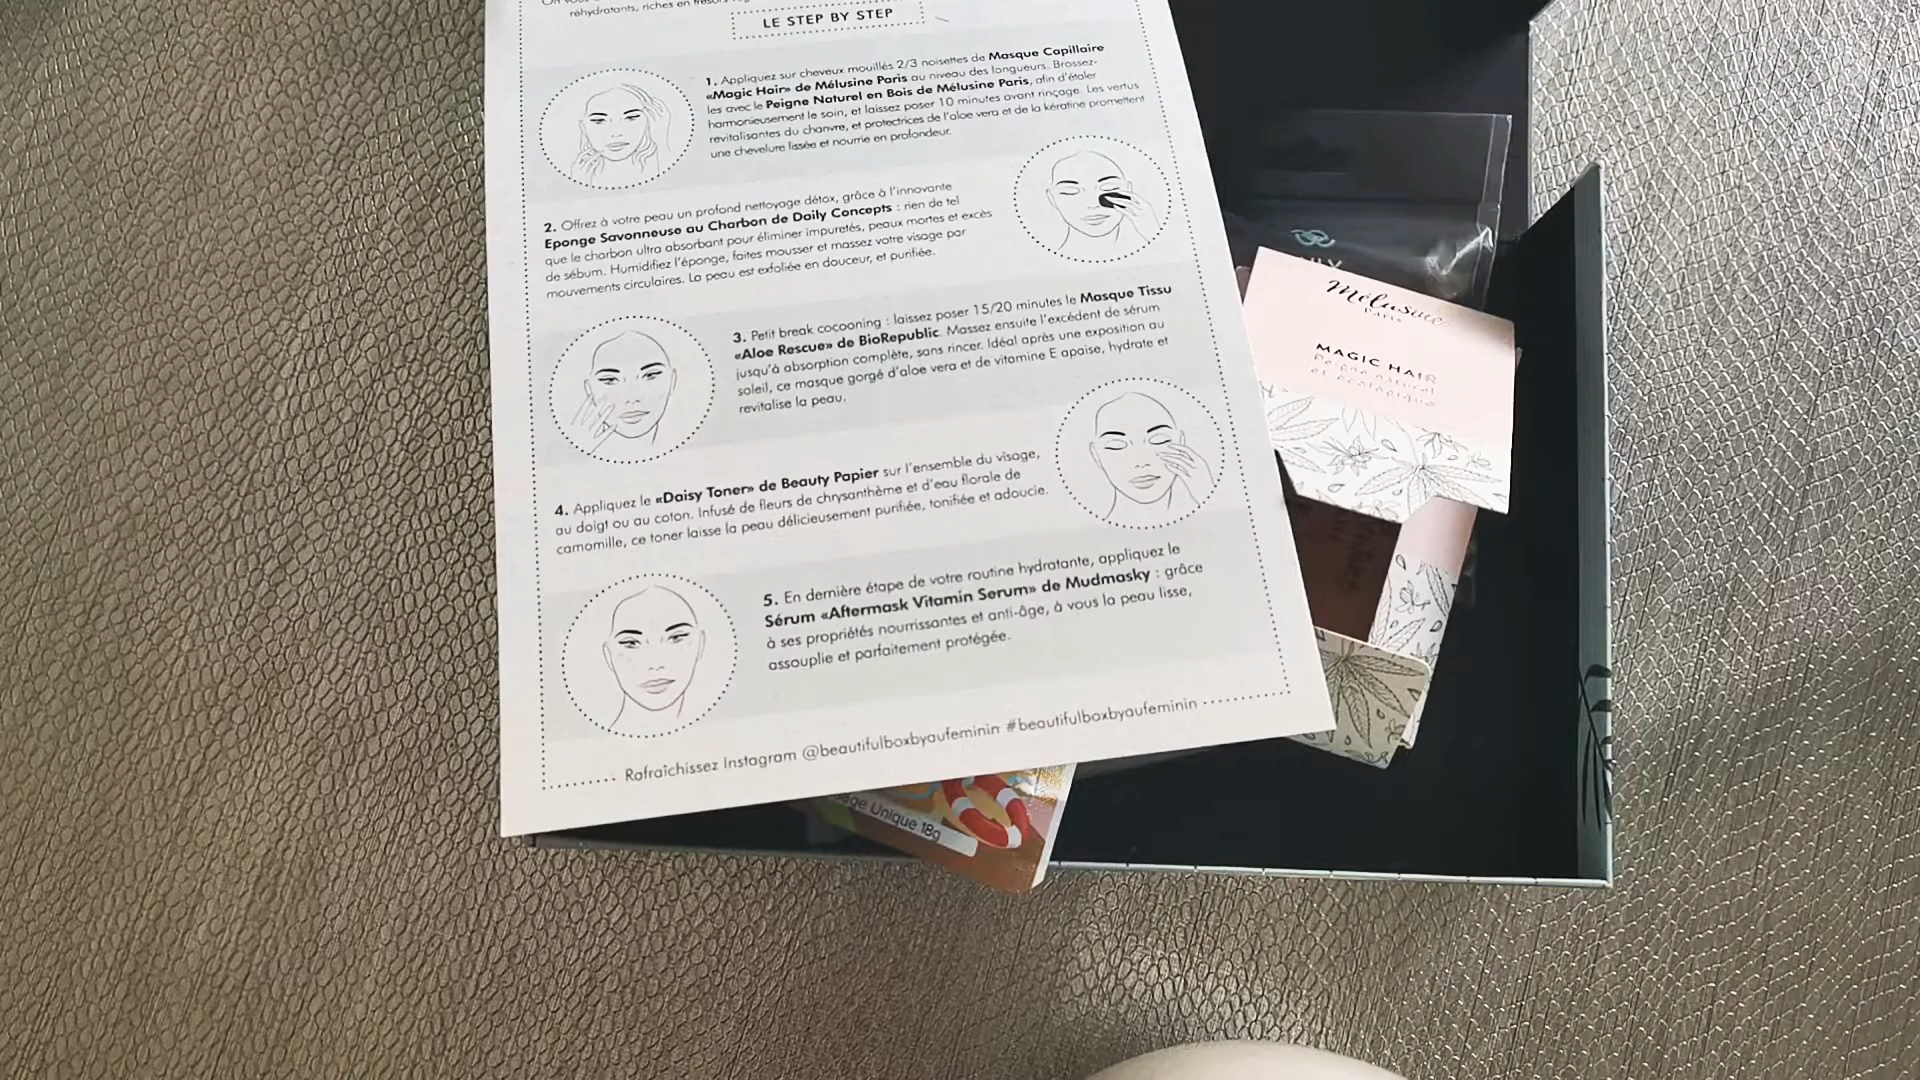 réhydratants, riches en
LE STEP BY STEP
1. Appliquez sur cheveux mouillés 2/3 noisettes de Masque Capillaire
«Magic Hair» de Mélusine Paris au niveau des longueurs. Brossez-
les avec le Peigne Naturel en Bois de Mélusine Paris, afin d'étaler
harmonieusement le soin, et laissez poser 10 minutes avant rinçage. Les vertus
revitalisantes du chanvre, et protectrices de l'aloe vera et de la kératine promettent
une chevelure lissée et nourrie en profondeur.
2. Offrez à votre peau un profond nettoyage détox, grâce à l'innovante
Eponge Savonneuse au Charbon de Daily Concepts : rien de tel
que le charbon ultra absorbant pour éliminer impuretés, peaux mortes et excès
de sébum. Humidifiez l'éponge, faites mousser et massez votre visage par
mouvements circulaires. La peau est exfoliée en douceur, et purifiée.
3. Petit break cocooning : laissez poser 15/20 minutes le Masque Tissu
«Aloe Rescue» de BioRepublic. Massez ensuite l'excédent de sérum
jusqu'à absorption complète, sans rincer. Idéal après une exposition au
soleil, ce masque gorgé d'aloe vera et de vitamine E apaise, hydrate et
revitalise la peau.
4. Appliquez le «Daisy Toner» de Beauty Papier sur l'ensemble du visage,
au doigt ou au coton. Infusé de fleurs de chrysanthème et d'eau florale de
camomille, ce toner laisse la peau délicieusement purifiée, tonifiée et adoucie.
5. En dernière étape de votre routine hydratante, appliquez le
Sérum «Aftermask Vitamin Serum» de Mudmasky : grâce
à ses propriétés nourrissantes et anti-âge, à vous la peau lisse,
assouplie et parfaitement protégée.
Rafraîchissez Instagram @beautifulboxbyaufeminin #beautifulboxbyaufeminin
Mélusine
Paris
MAGIC HAIR
Peigne naturel
et écologique
Unique 18g